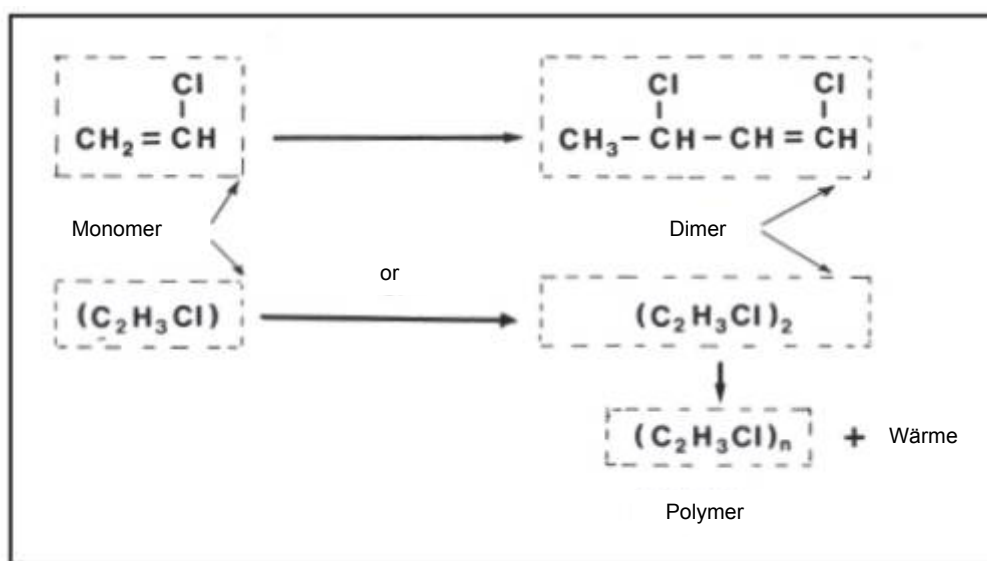 Cl Cl Cl
CH₂=CH CH₃–CH–CH=CH
Monomer Dimer
or
(C₂H₃Cl) (C₂H₃Cl)₂
(C₂H₃Cl)ₙ + Wärme
Polymer